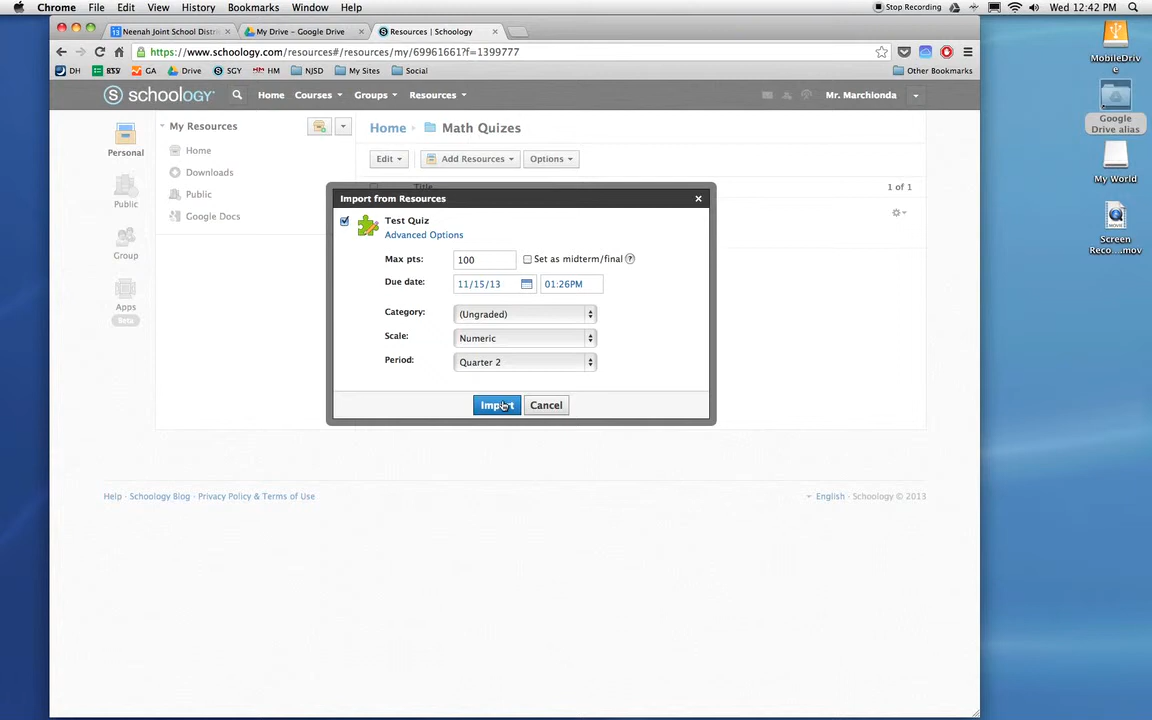 Chrome File Edit View History Bookmarks Window Help Stop Recording Wed 12:42 PM
Neenah Joint School Distri × My Drive – Google Drive × Resources | Schoology ×
https://www.schoology.com/resources#/resources/my/69961661?f=1399777
DH GA Drive SGY HM NJSD My Sites Social Other Bookmarks
S schoology® Home Courses Groups Resources Mr. Marchionda
Personal
Public
Group
Apps
Beta
My Resources
Home
Downloads
Public
Google Docs
Home Math Quizes
Edit Add Resources Options
Title 1 of 1
Import from Resources ×
Test Quiz
Advanced Options
Max pts: 100 Set as midterm/final ?
Due date: 11/15/13 01:26PM
Category: (Ungraded)
Scale: Numeric
Period: Quarter 2
Import Cancel
Help · Schoology Blog · Privacy Policy & Terms of Use English · Schoology © 2013
MobileDriv
e
Google
Drive alias
My World
Screen
Reco....mov